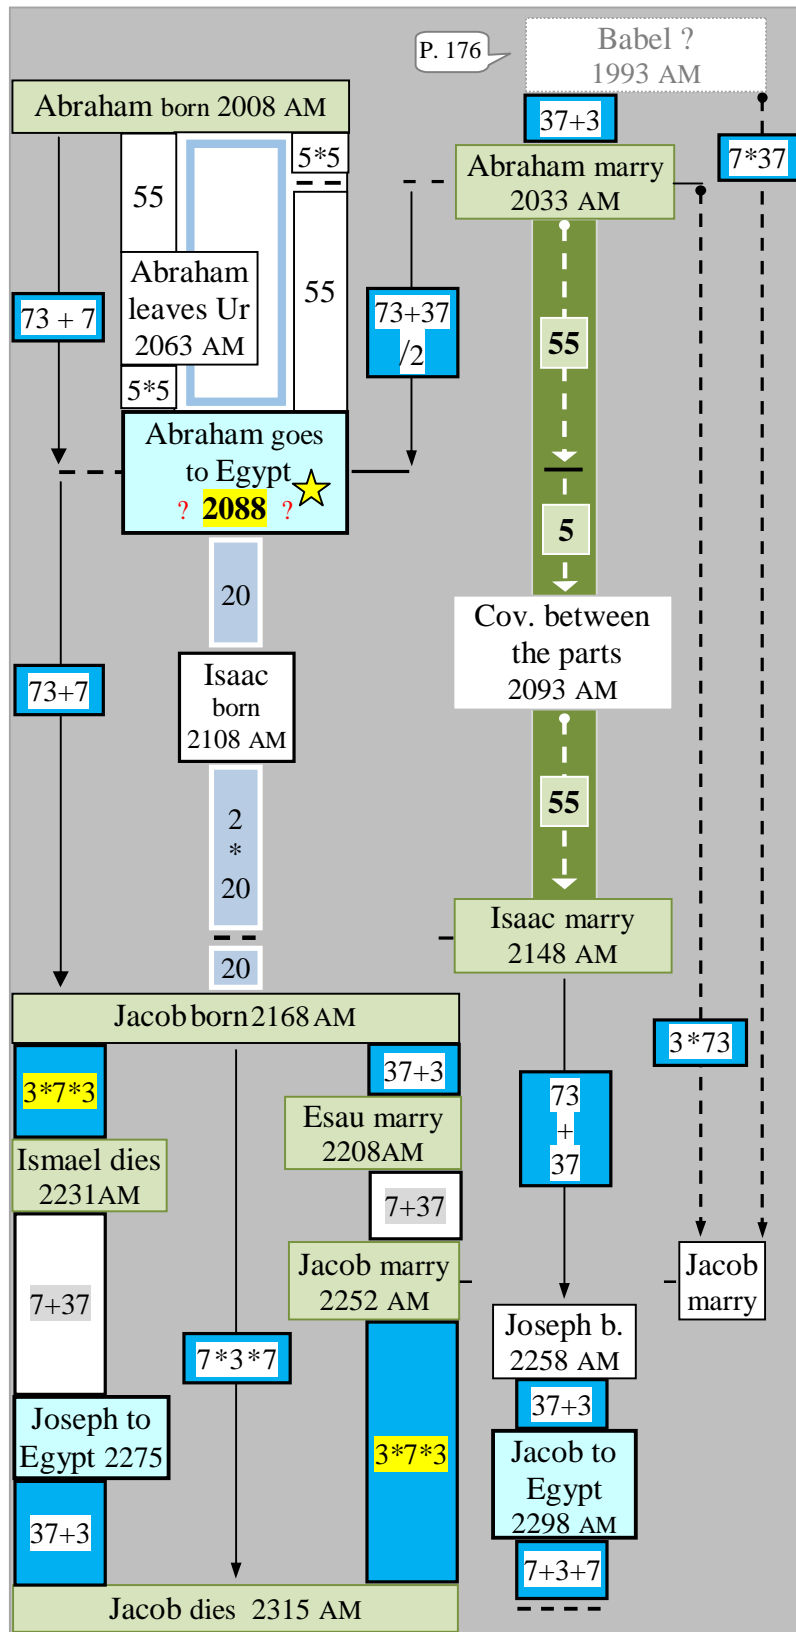 P. 176
Babel ?
1993 AM
Abraham born 2008 AM
37+3
5*5
7*37
Abraham marry
2033 AM
55
Abraham
leaves Ur
2063 AM
55
73 + 7
73+37
/2
55
5*5
Abraham goes
to Egypt
? 2088 ?
5
20
Cov. between
the parts
2093 AM
73+7
Isaac
born
2108 AM
55
2
*
20
Isaac marry
2148 AM
20
Jacob born 2168 AM
3*73
3*7*3
37+3
73
+
37
Esau marry
2208AM
Ismael dies
2231AM
7+37
Jacob marry
2252 AM
Jacob
marry
7+37
7*3*7
Joseph b.
2258 AM
37+3
Joseph to
Egypt 2275
3*7*3
Jacob to
Egypt
2298 AM
37+3
7+3+7
Jacob dies 2315 AM